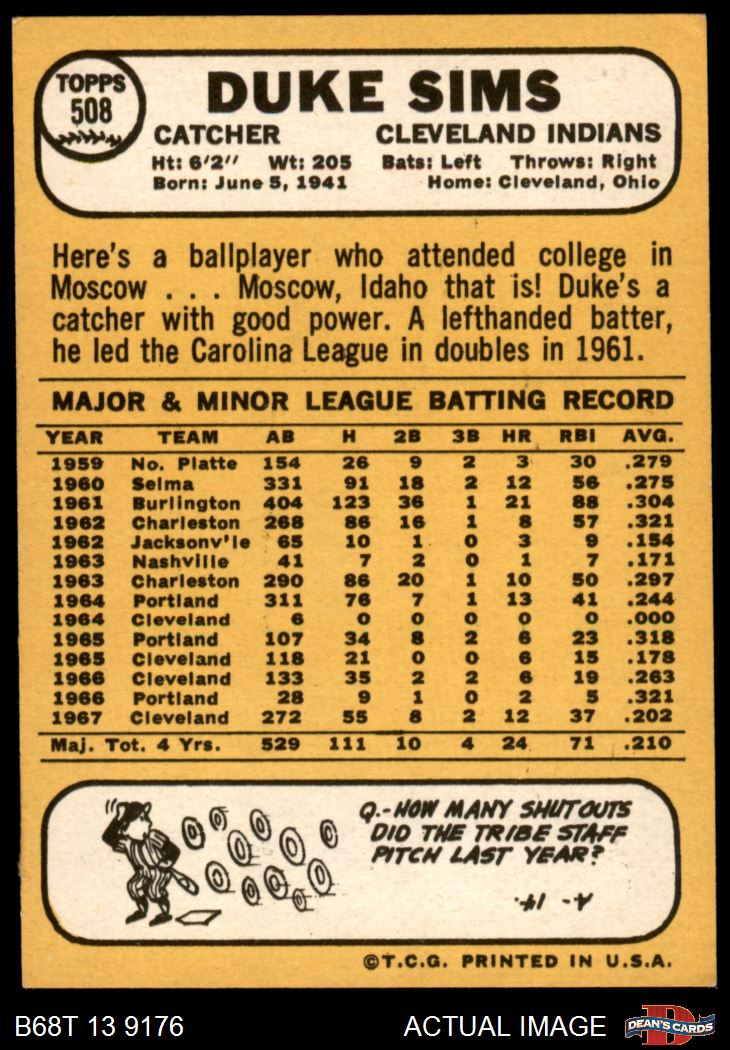 TOPPS
508
DUKE SIMS
CATCHER CLEVELAND INDIANS
Ht: 6'2'' Wt: 205 Bats: Left Throws: Right
Born: June 5, 1941 Home: Cleveland, Ohio
Here's a ballplayer who attended college in
Moscow . . . Moscow, Idaho that is! Duke's a
catcher with good power. A lefthanded batter,
he led the Carolina League in doubles in 1961.
MAJOR & MINOR LEAGUE BATTING RECORD
YEAR TEAM AB H 2B 3B HR RBI AVG.
1959 No. Platte 154 26 9 2 3 30 .279
1960 Selma 331 91 18 2 12 56 .275
1961 Burlington 404 123 36 1 21 88 .304
1962 Charleston 268 86 16 1 8 57 .321
1962 Jacksonv'le 65 10 1 0 3 9 .154
1963 Nashville 41 7 2 0 1 7 .171
1963 Charleston 290 86 20 1 10 50 .297
1964 Portland 311 76 7 1 13 41 .244
1964 Cleveland 6 0 0 0 0 0 .000
1965 Portland 107 34 8 2 6 23 .318
1965 Cleveland 118 21 0 0 6 15 .178
1966 Cleveland 133 35 2 2 6 19 .263
1966 Portland 28 9 1 0 2 5 .321
1967 Cleveland 272 55 8 2 12 37 .202
Maj. Tot. 4 Yrs. 529 111 10 4 24 71 .210
Q.-HOW MANY SHUTOUTS
DID THE TRIBE STAFF
PITCH LAST YEAR?
A- 14.
©T.C.G. PRINTED IN U.S.A.
B68T 13 9176 ACTUAL IMAGE
D
DEAN'S CARDS